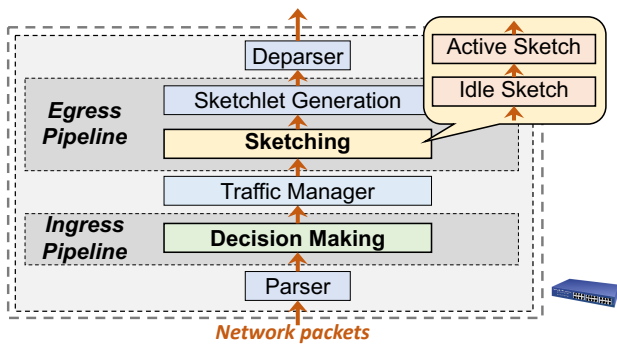 Deparser
Active Sketch
Idle Sketch
Egress
Pipeline
Sketchlet Generation
Sketching
Traffic Manager
Ingress
Pipeline
Decision Making
Parser
Network packets